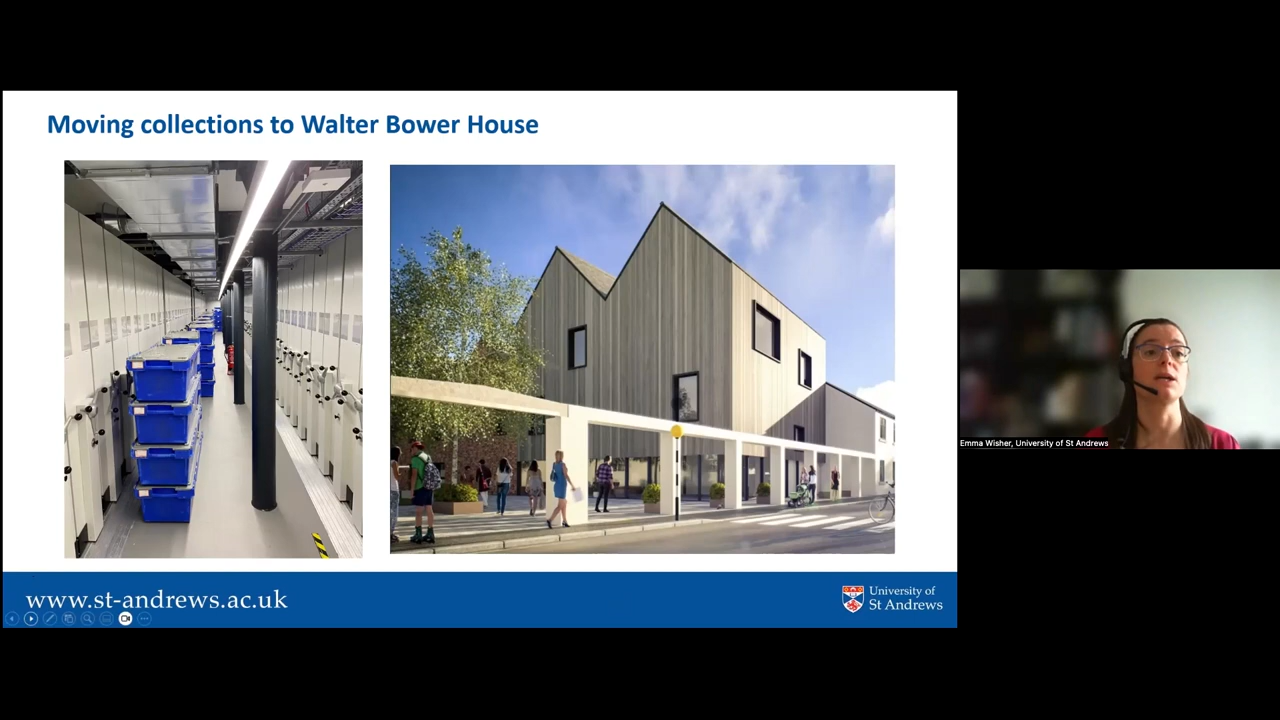 Moving collections to Walter Bower House
Emma Wisher, University of St Andrews
www.st-andrews.ac.uk
University of
St Andrews